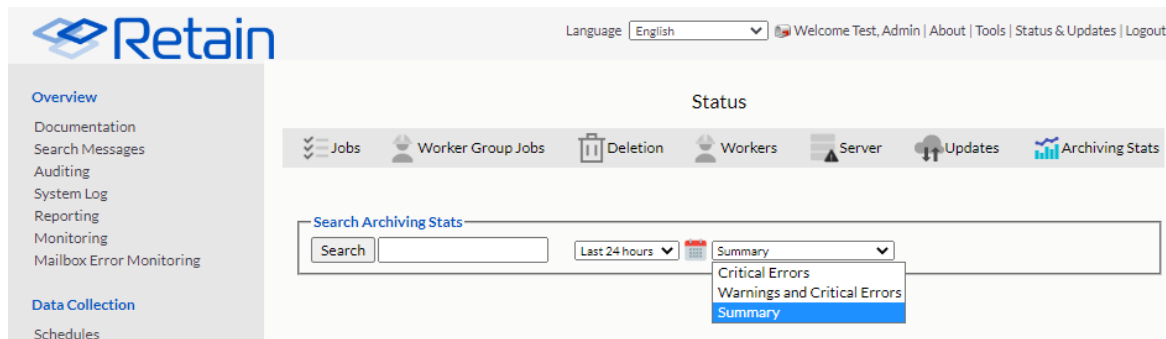 Retain
Language English Welcome Test, Admin | About | Tools | Status & Updates | Logout
Overview
Documentation
Search Messages
Auditing
System Log
Reporting
Monitoring
Mailbox Error Monitoring
Data Collection
Schedules
Status
Jobs Worker Group Jobs Deletion Workers Server Updates Archiving Stats
Search Archiving Stats
Search Last 24 hours Summary
Critical Errors
Warnings and Critical Errors
Summary